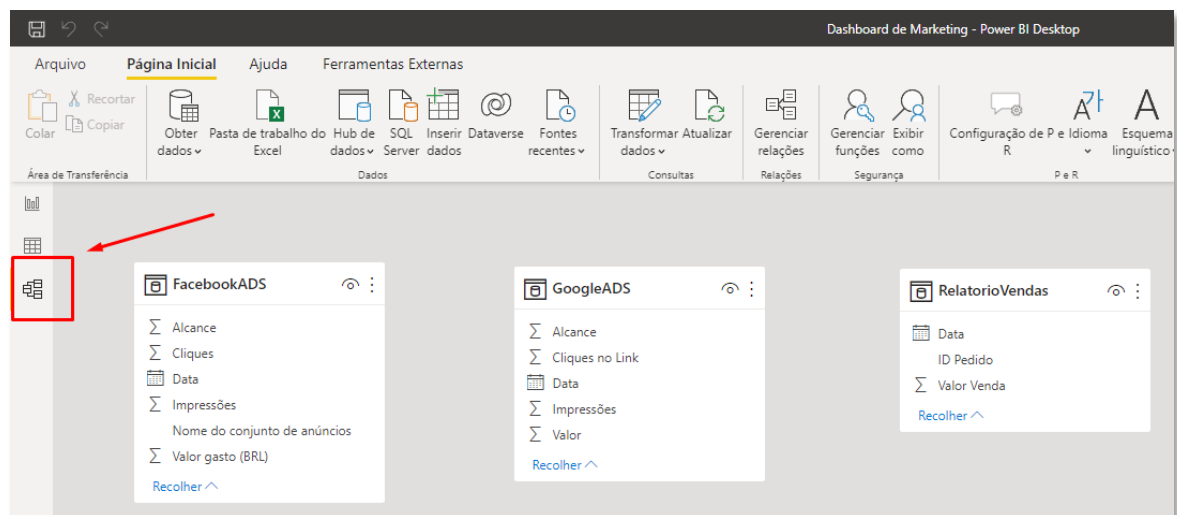 Dashboard de Marketing - Power BI Desktop
Arquivo Página Inicial Ajuda Ferramentas Externas
Colar
Recortar
Copiar
Obter dados
Pasta de trabalho do Excel
Hub de dados
SQL Server
Inserir dados
Dataverse
Fontes recentes
Transformar dados
Atualizar
Gerenciar relações
Gerenciar funções
Exibir como
Configuração de P e R
Idioma
Esquema linguístico
Área de Transferência
Dados
Consultas
Relações
Segurança
P e R
FacebookADS
Alcance
Cliques
Data
Impressões
Nome do conjunto de anúncios
Valor gasto (BRL)
Recolher
GoogleADS
Alcance
Cliques no Link
Data
Impressões
Valor
Recolher
RelatorioVendas
Data
ID Pedido
Valor Venda
Recolher